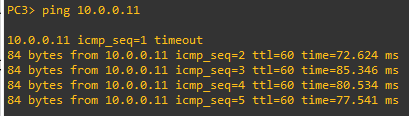 PC3> ping 10.0.0.11
10.0.0.11 icmp_seq=1 timeout
84 bytes from 10.0.0.11 icmp_seq=2 ttl=60 time=72.624 ms
84 bytes from 10.0.0.11 icmp_seq=3 ttl=60 time=85.346 ms
84 bytes from 10.0.0.11 icmp_seq=4 ttl=60 time=80.534 ms
84 bytes from 10.0.0.11 icmp_seq=5 ttl=60 time=77.541 ms